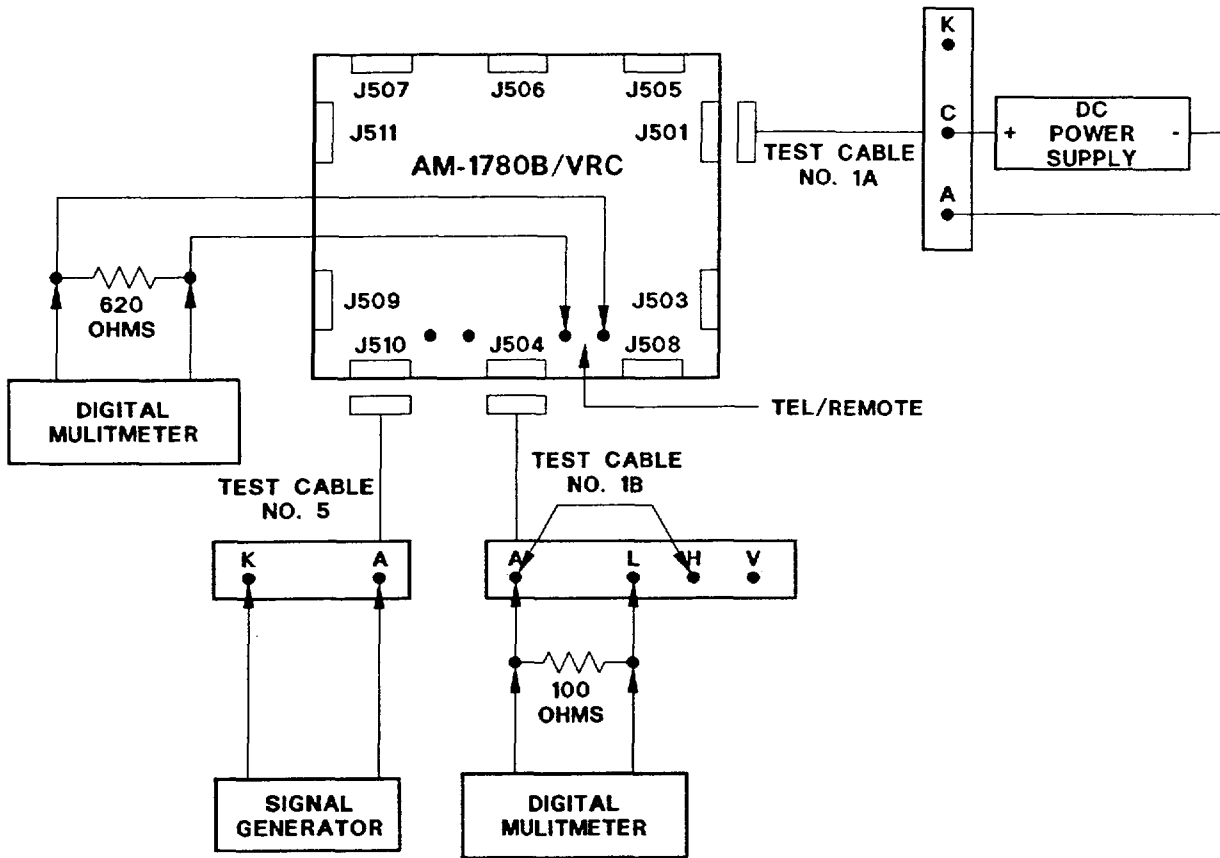 K
J507
J506
J505
J511
J501
C
+
DC
POWER
SUPPLY
-
AM-1780B/VRC
TEST CABLE
NO. 1A
A
620
OHMS
J509
J503
J510
J504
J508
DIGITAL
MULITMETER
TEL/REMOTE
TEST CABLE
NO. 5
TEST CABLE
NO. 1B
K
A
A
L
H
V
100
OHMS
SIGNAL
GENERATOR
DIGITAL
MULITMETER